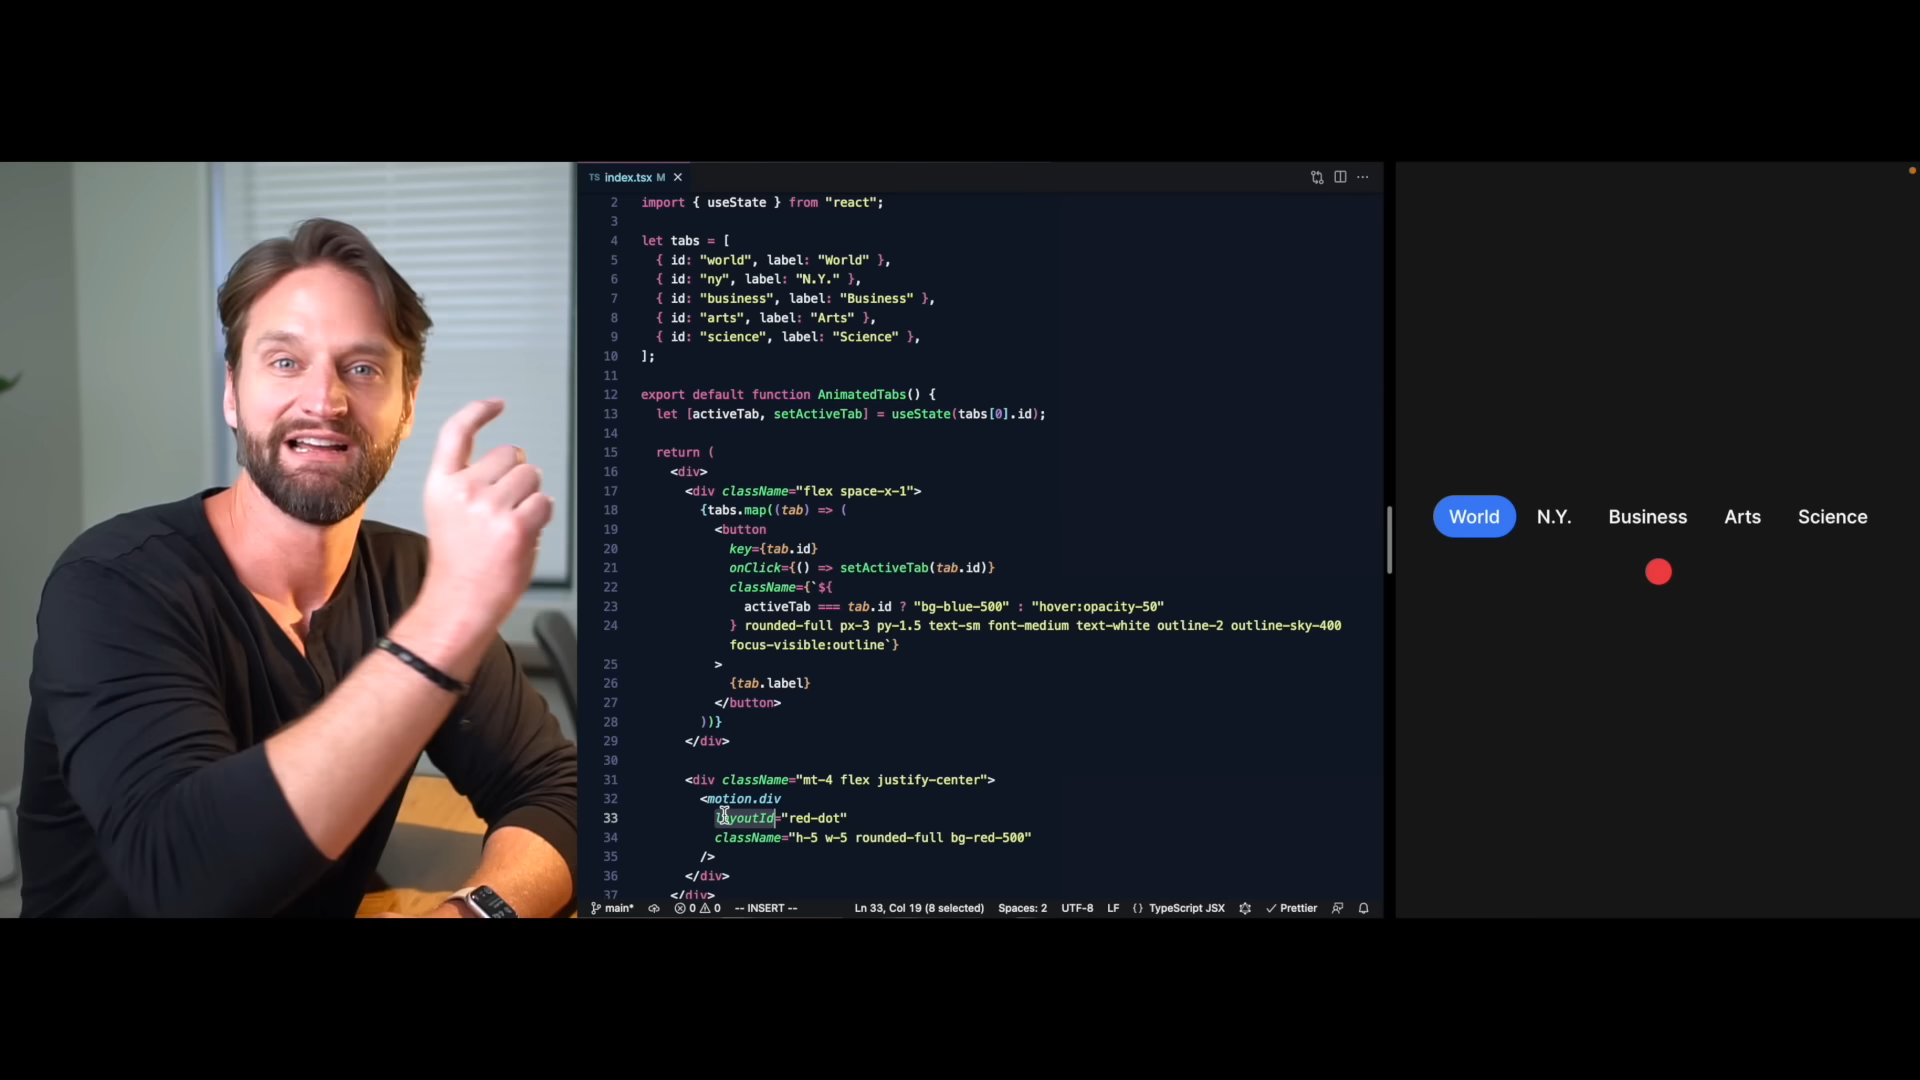 TS index.tsx M
2 import { useState } from "react";
3
4 let tabs = [
5 { id: "world", label: "World" },
6 { id: "ny", label: "N.Y." },
7 { id: "business", label: "Business" },
8 { id: "arts", label: "Arts" },
9 { id: "science", label: "Science" },
10 ];
11
12 export default function AnimatedTabs() {
13 let [activeTab, setActiveTab] = useState(tabs[0].id);
14
15 return (
16 <div>
17 <div className="flex space-x-1">
18 {tabs.map((tab) => (
19 <button
20 key={tab.id}
21 onClick={() => setActiveTab(tab.id)}
22 className={`${
23 activeTab === tab.id ? "bg-blue-500" : "hover:opacity-50"
24 } rounded-full px-3 py-1.5 text-sm font-medium text-white outline-2 outline-sky-400
focus-visible:outline`}
25 >
26 {tab.label}
27 </button>
28 ))}
29 </div>
30
31 <div className="mt-4 flex justify-center">
32 <motion.div
33 layoutId="red-dot"
34 className="h-5 w-5 rounded-full bg-red-500"
35 />
36 </div>
37 </div>
main* 0 0 -- INSERT -- Ln 33, Col 19 (8 selected) Spaces: 2 UTF-8 LF {} TypeScript JSX Prettier
World N.Y. Business Arts Science